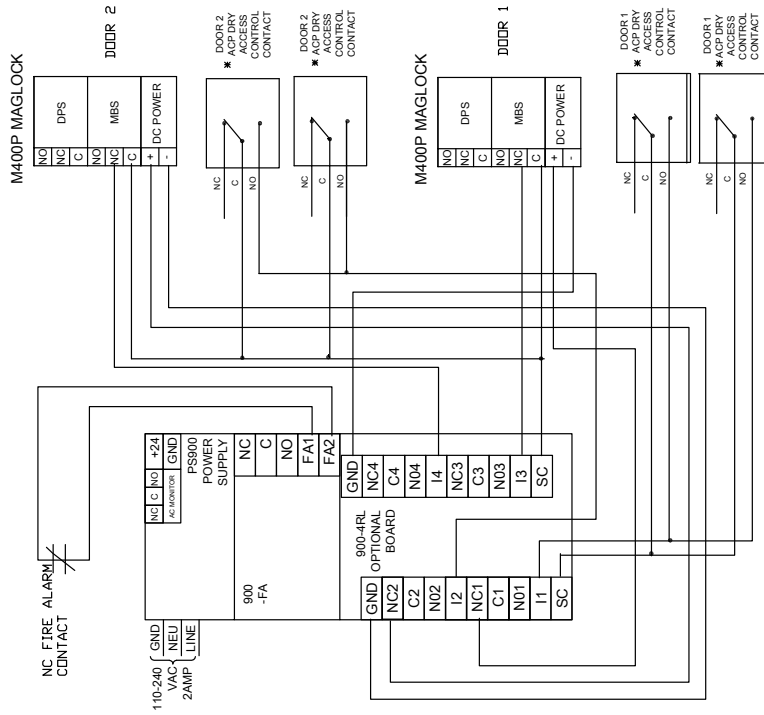 M400P MAGLOCK
DOOR 2
NO
NC
C
NO
NC
C
+
-
DPS
MBS
DC POWER
DOOR 2
* ACP DRY
ACCESS
CONTROL
CONTACT
NC
C
NO
DOOR 2
* ACP DRY
ACCESS
CONTROL
CONTACT
NC
C
NO
M400P MAGLOCK
DOOR 1
NO
NC
C
NO
NC
C
+
-
DPS
MBS
DC POWER
DOOR 1
* ACP DRY
ACCESS
CONTROL
CONTACT
NC
C
NO
DOOR 1
* ACP DRY
ACCESS
CONTROL
CONTACT
NC
C
NO
NC FIRE ALARM
CONTACT
110-240
VAC
2AMP
GND
NEU
LINE
NC C NO +24
AC MONITOR GND
PS900
POWER
SUPPLY
900
-FA
NC
C
NO
FA1
FA2
900-4RL
OPTIONAL
BOARD
GND
NC4
C4
N04
I4
NC3
C3
N03
I3
SC
GND
NC2
C2
N02
I2
NC1
C1
N01
I1
SC